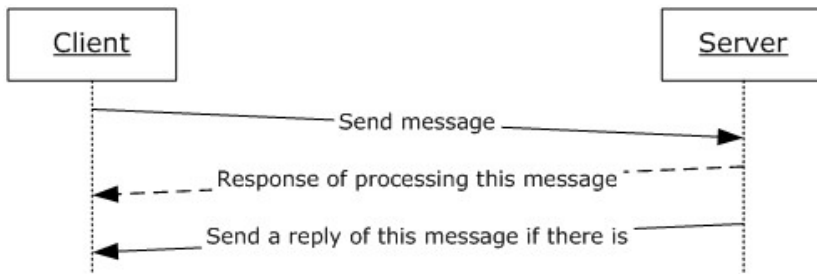 Client
Server
Send message
Response of processing this message
Send a reply of this message if there is